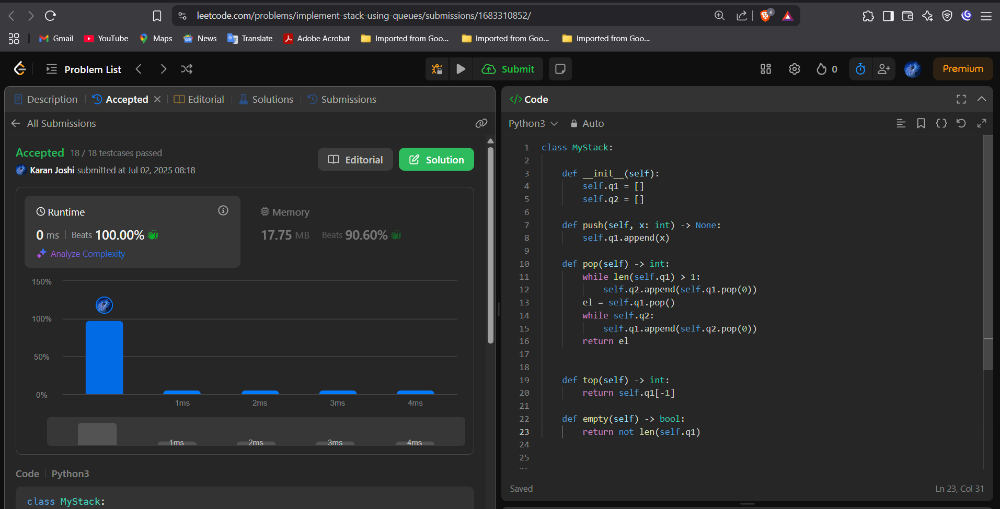 leetcode.com/problems/implement-stack-using-queues/submissions/1683310852/
4
Gmail YouTube Maps News Translate Adobe Acrobat Imported from Goo... Imported from Goo... Imported from Goo...
Problem List Submit 0 Premium
Description Accepted Editorial Solutions Submissions
All Submissions
Accepted 18 / 18 testcases passed
Karan Joshi submitted at Jul 02, 2025 08:18
Editorial Solution
Runtime
0 ms Beats 100.00%
Analyze Complexity
Memory
17.75 MB Beats 90.60%
150%
100%
50%
0%
1ms 2ms 3ms 4ms
1ms 2ms 3ms 4ms
Code Python3
class MyStack:
</> Code
Python3 Auto
1 class MyStack:
2
3 def __init__(self):
4 self.q1 = []
5 self.q2 = []
6
7 def push(self, x: int) -> None:
8 self.q1.append(x)
9
10 def pop(self) -> int:
11 while len(self.q1) > 1:
12 self.q2.append(self.q1.pop(0))
13 el = self.q1.pop()
14 while self.q2:
15 self.q1.append(self.q2.pop(0))
16 return el
17
18
19 def top(self) -> int:
20 return self.q1[-1]
21
22 def empty(self) -> bool:
23 return not len(self.q1)
24
25
Saved Ln 23, Col 31